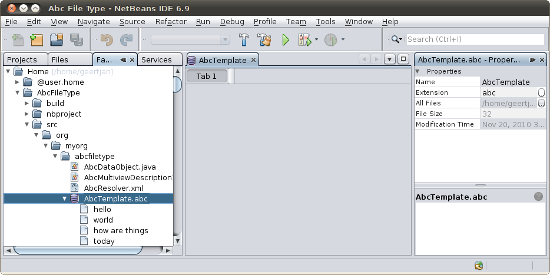 Abc File Type - NetBeans IDE 6.9
File Edit View Navigate Source Refactor Run Debug Profile Team Tools Window Help
Search (Ctrl+I)
Projects Files Fa... Services
AbcTemplate
AbcTemplate.abc - Proper...
Home (/home/geertjan)
@user.home
AbcFileType
build
nbproject
src
org
myorg
abcfiletype
AbcDataObject.java
AbcMultiviewDescription
AbcResolver.xml
AbcTemplate.abc
hello
world
how are things
today
Tab 1
Properties
Name AbcTemplate
Extension abc
All Files /home/geertj...
File Size 32
Modification Time Nov 20, 2010 3...
AbcTemplate.abc